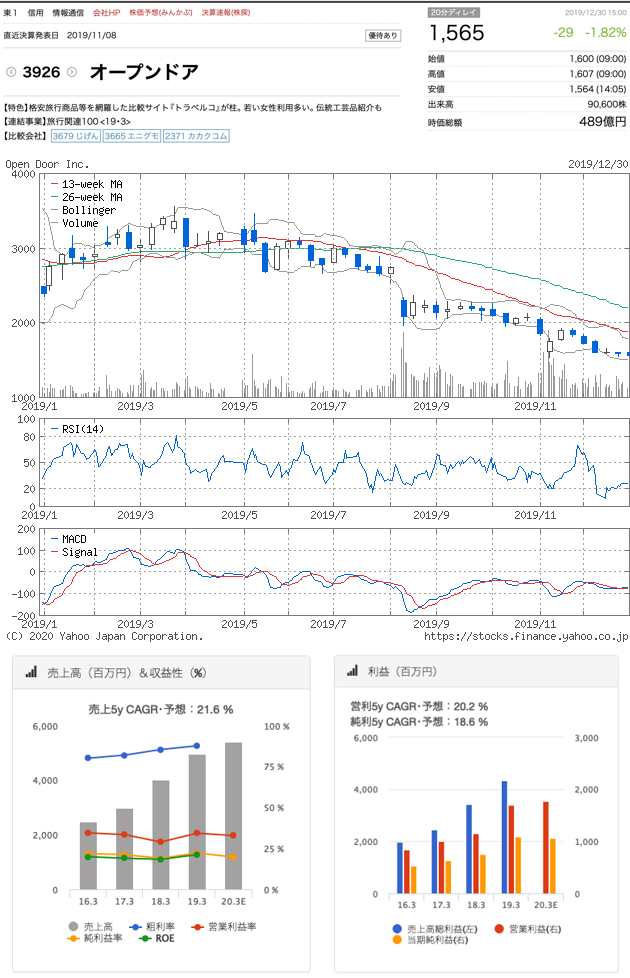 東1 信用 情報通信 会社HP 株価予想(みんかぶ) 決算速報(株探)
20分ディレイ 2019/12/30 15:00
直近決算発表日 2019/11/08 優待あり
1,565 -29 -1.82%
3926 オープンドア
始値 1,600 (09:00)
高値 1,607 (09:00)
安値 1,564 (14:05)
出来高 90,600株
時価総額 489億円
【特色】格安旅行商品等を網羅した比較サイト『トラベルコ』が柱。若い女性利用多い。伝統工芸品紹介も
【連結事業】旅行関連100 <19・3>
【比較会社】 3679 じげん 3665 エニグモ 2371 カカクコム
Open Door Inc. 2019/12/30
4000
13-week MA
26-week MA
Bollinger
Volume
3000
2000
1000
2019/1 2019/3 2019/5 2019/7 2019/9 2019/11
100
RSI(14)
80
50
20
0
2019/1 2019/3 2019/5 2019/7 2019/9 2019/11
200
MACD
100
Signal
0
-100
-200
2019/1 2019/3 2019/5 2019/7 2019/9 2019/11
(C) 2020 Yahoo Japan Corporation. https://stocks.finance.yahoo.co.jp
売上高（百万円）＆収益性（%）
売上5y CAGR・予想：21.6 %
6,000 100 %
75 %
4,000
50 %
2,000
25 %
0 0 %
16.3 17.3 18.3 19.3 20.3E
売上高 粗利率 営業利益率
純利益率 ROE
利益（百万円）
営利5y CAGR・予想：20.2 %
純利5y CAGR・予想：18.6 %
6,000 3,000
4,000 2,000
2,000 1,000
0 0
16.3 17.3 18.3 19.3 20.3E
売上高総利益(左) 営業利益(右)
当期純利益(右)